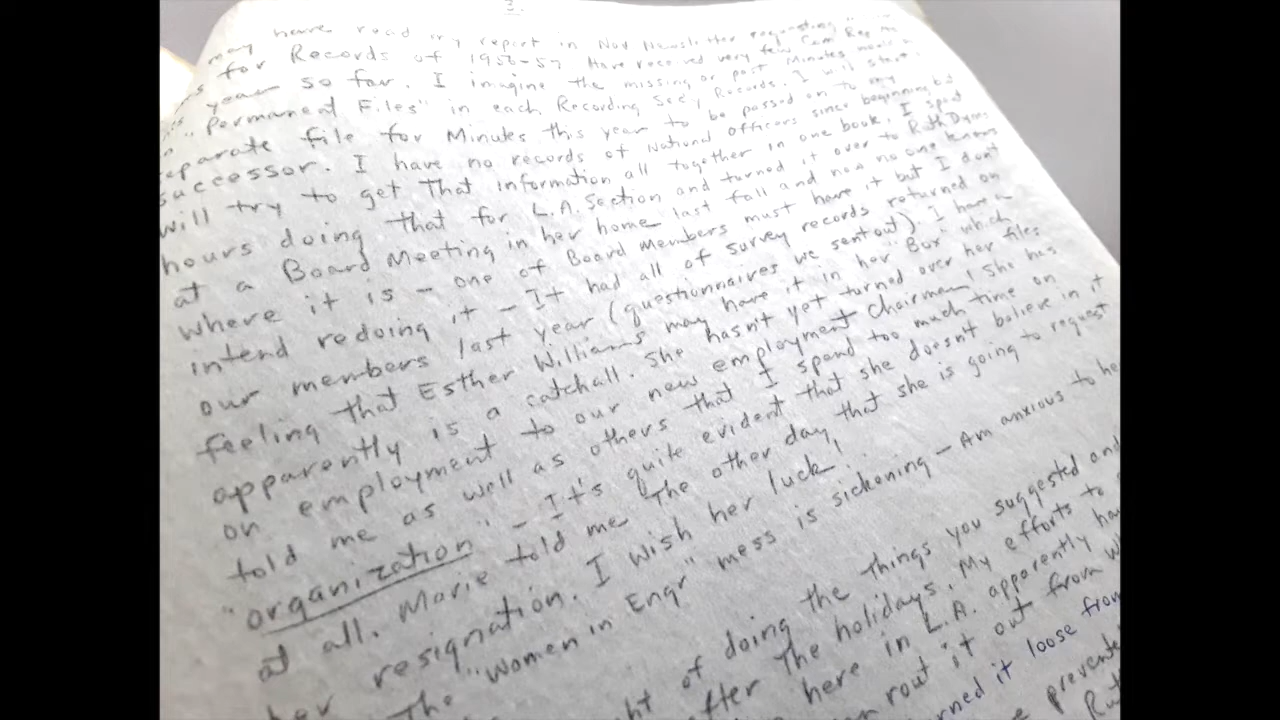 3.
may have read my report in Nov Newsletter requesting
for Records of 1956-57 Have received very few
year so far. I imagine the missing or past Minutes
"Permanent Files" in each Recording Sec'y Records. I will start
separate file for Minutes this year to be passed on to my
successor. I have no records of National Officers since beginning but
will try to get That information all together in one book. I spent
hours doing that for L.A. Section and turned it over to Ruth Dyers
at a Board Meeting in her home last fall and now no one knows
where it is - one of Board Members must have it but I don't
intend redoing it - It had all of survey records returned on
our members last year (questionnaires we sent out). I have a
feeling that Esther Williams may have it in her "Box" which
apparently is a catchall. She hasn't yet turned over her files
on employment to our new employment Chairman! She has
told me as well as others that I spend too much time on
"organization" - It's quite evident that she doesn't believe in it
at all. Marie told me The other day that she is going to request
her resignation. I wish her luck!
The "Women in Engr" mess is sickening - Am anxious to
of doing the things you suggested and
after The holidays. My efforts to
here in L.A. apparently
rout it out from
it loose from
prevente